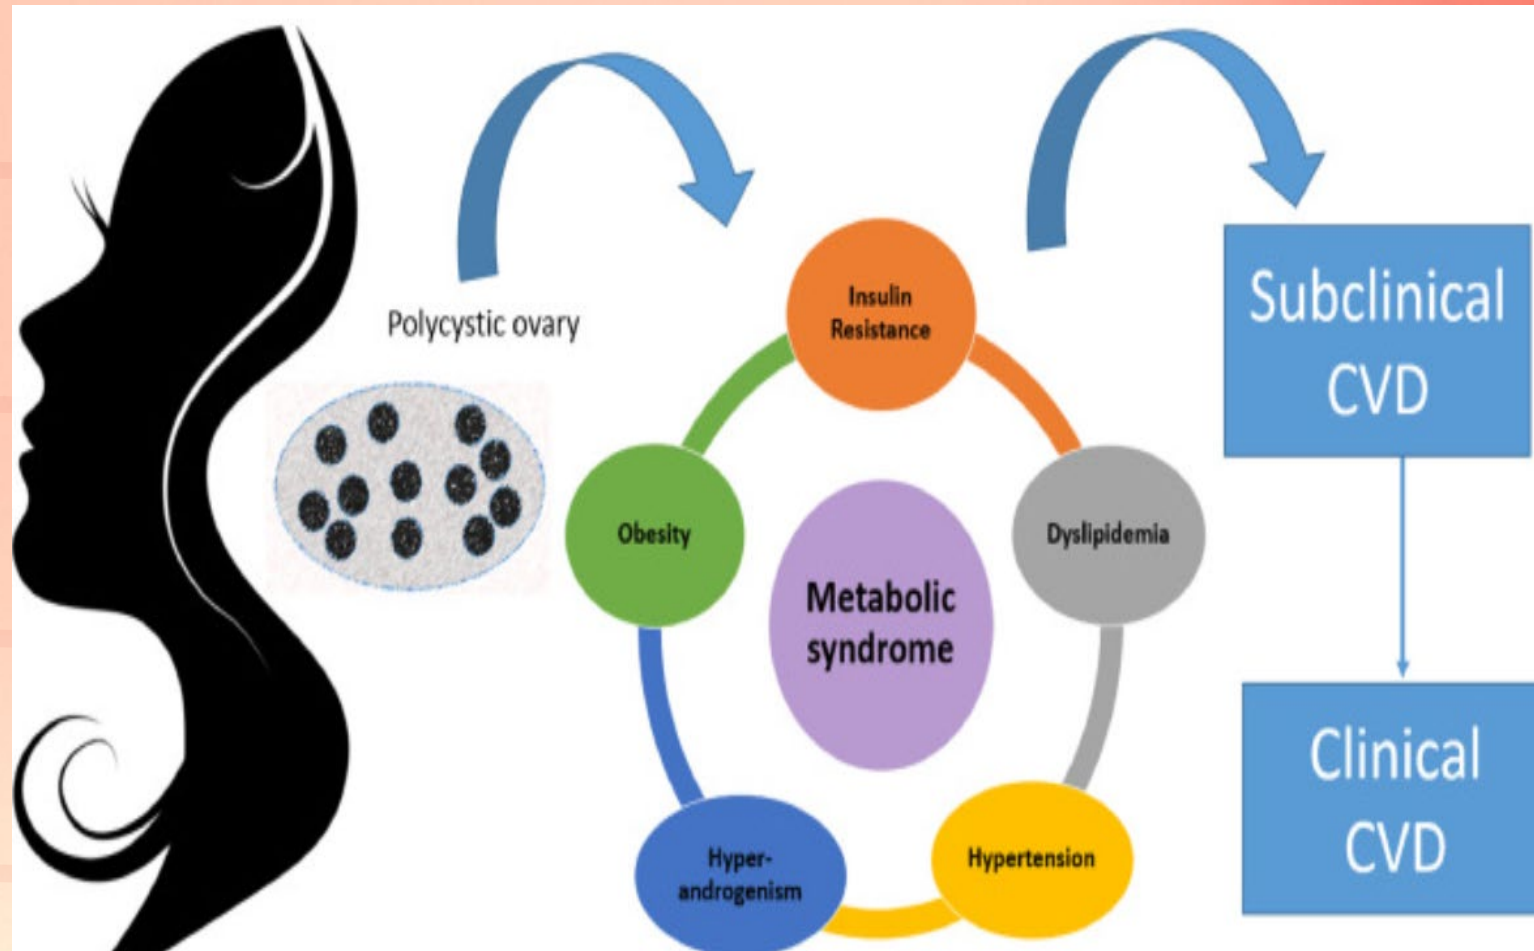 Polycystic ovary
Insulin
Resistance
Obesity
Dyslipidemia
Metabolic
syndrome
Hyper-
androgenism
Hypertension
Subclinical
CVD
Clinical
CVD